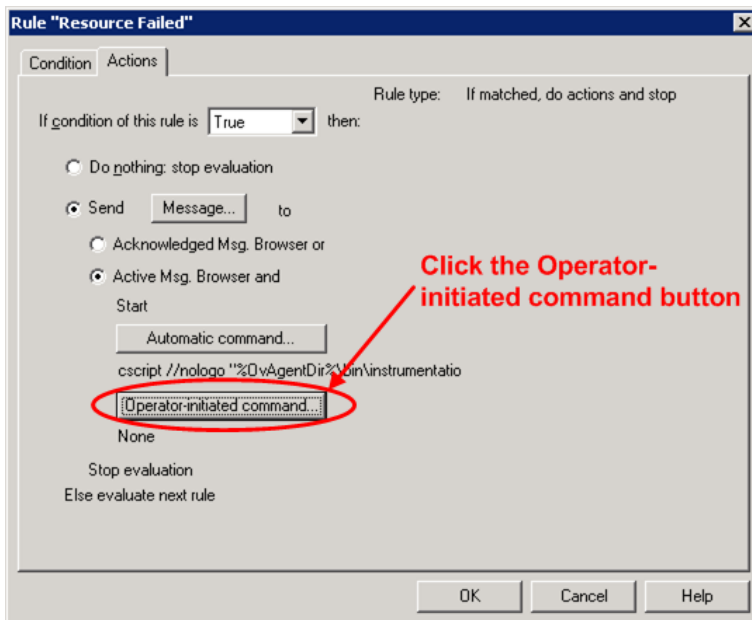 Rule "Resource Failed"
Condition
Actions
Rule type: If matched, do actions and stop
If condition of this rule is True then:
Do nothing: stop evaluation
Send Message... to
Acknowledged Msg. Browser or
Active Msg. Browser and
Click the Operator-
initiated command button
Start
Automatic command...
cscript //nologo "%OvAgentDir%\bin\instrumentatio
Operator-initiated command...
None
Stop evaluation
Else evaluate next rule
OK Cancel Help